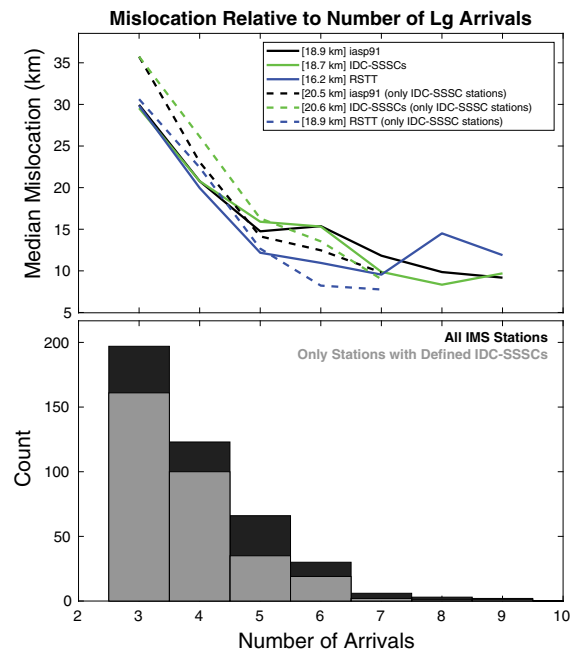 Mislocation Relative to Number of Lg Arrivals
Median Mislocation (km)
35
30
25
20
15
10
5
[18.9 km] iasp91
[18.7 km] IDC-SSSCs
[16.2 km] RSTT
[20.5 km] iasp91 (only IDC-SSSC stations)
[20.6 km] IDC-SSSCs (only IDC-SSSC stations)
[18.9 km] RSTT (only IDC-SSSC stations)
Count
200
150
100
50
0
All IMS Stations
Only Stations with Defined IDC-SSSCs
2 3 4 5 6 7 8 9 10
Number of Arrivals